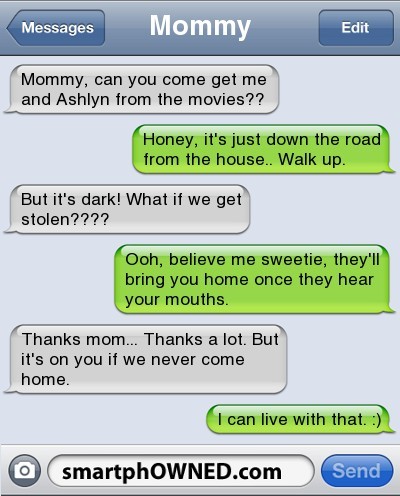 Messages
Mommy
Edit
Mommy, can you come get me
and Ashlyn from the movies??
Honey, it's just down the road
from the house.. Walk up.
But it's dark! What if we get
stolen????
Ooh, believe me sweetie, they'll
bring you home once they hear
your mouths.
Thanks mom... Thanks a lot. But
it's on you if we never come
home.
I can live with that. :)
smartphOWNED.com
Send